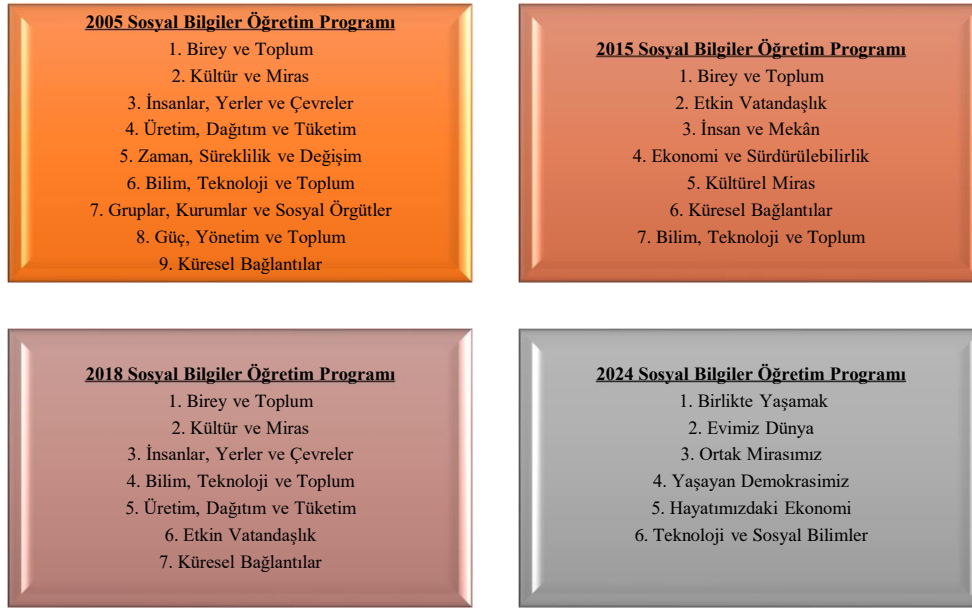 2005 Sosyal Bilgiler Öğretim Programı
1. Birey ve Toplum
2. Kültür ve Miras
3. İnsanlar, Yerler ve Çevreler
4. Üretim, Dağıtım ve Tüketim
5. Zaman, Süreklilik ve Değişim
6. Bilim, Teknoloji ve Toplum
7. Gruplar, Kurumlar ve Sosyal Örgütler
8. Güç, Yönetim ve Toplum
9. Küresel Bağlantılar
2015 Sosyal Bilgiler Öğretim Programı
1. Birey ve Toplum
2. Etkin Vatandaşlık
3. İnsan ve Mekân
4. Ekonomi ve Sürdürülebilirlik
5. Kültürel Miras
6. Küresel Bağlantılar
7. Bilim, Teknoloji ve Toplum
2018 Sosyal Bilgiler Öğretim Programı
1. Birey ve Toplum
2. Kültür ve Miras
3. İnsanlar, Yerler ve Çevreler
4. Bilim, Teknoloji ve Toplum
5. Üretim, Dağıtım ve Tüketim
6. Etkin Vatandaşlık
7. Küresel Bağlantılar
2024 Sosyal Bilgiler Öğretim Programı
1. Birlikte Yaşamak
2. Evimiz Dünya
3. Ortak Mirasımız
4. Yaşayan Demokrasimiz
5. Hayatımızdaki Ekonomi
6. Teknoloji ve Sosyal Bilimler